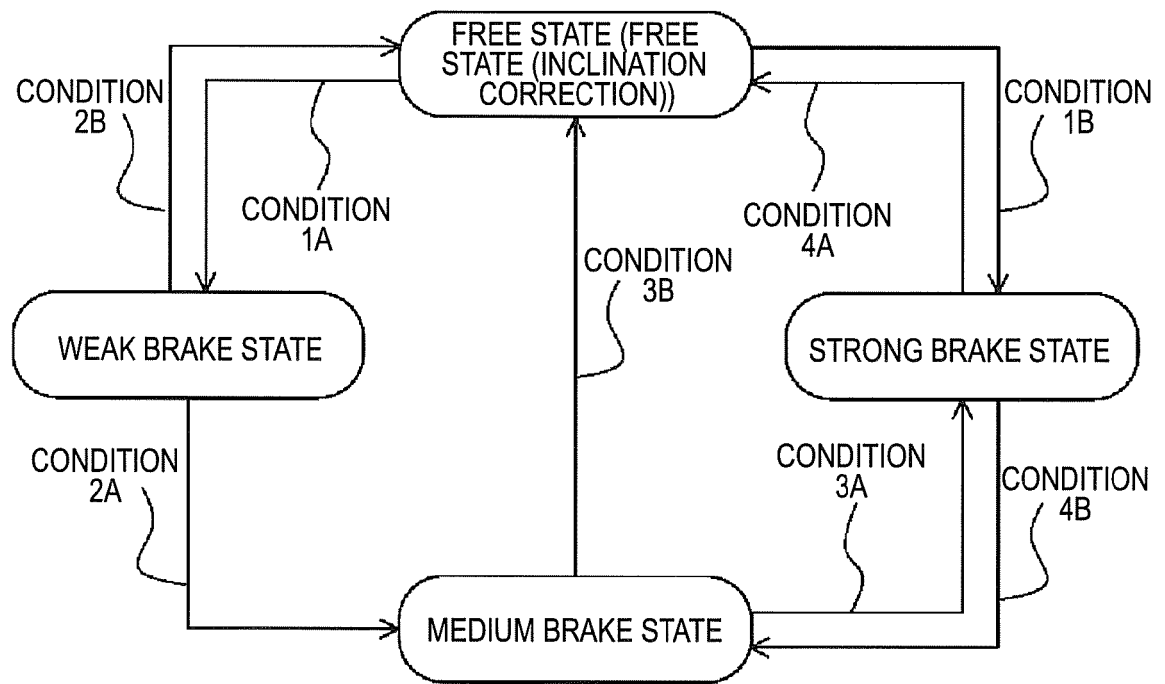 FREE STATE (FREE
STATE (INCLINATION
CORRECTION))
CONDITION
2B
CONDITION
1B
CONDITION
1A
CONDITION
4A
CONDITION
3B
WEAK BRAKE STATE
STRONG BRAKE STATE
CONDITION
2A
CONDITION
3A
CONDITION
4B
MEDIUM BRAKE STATE